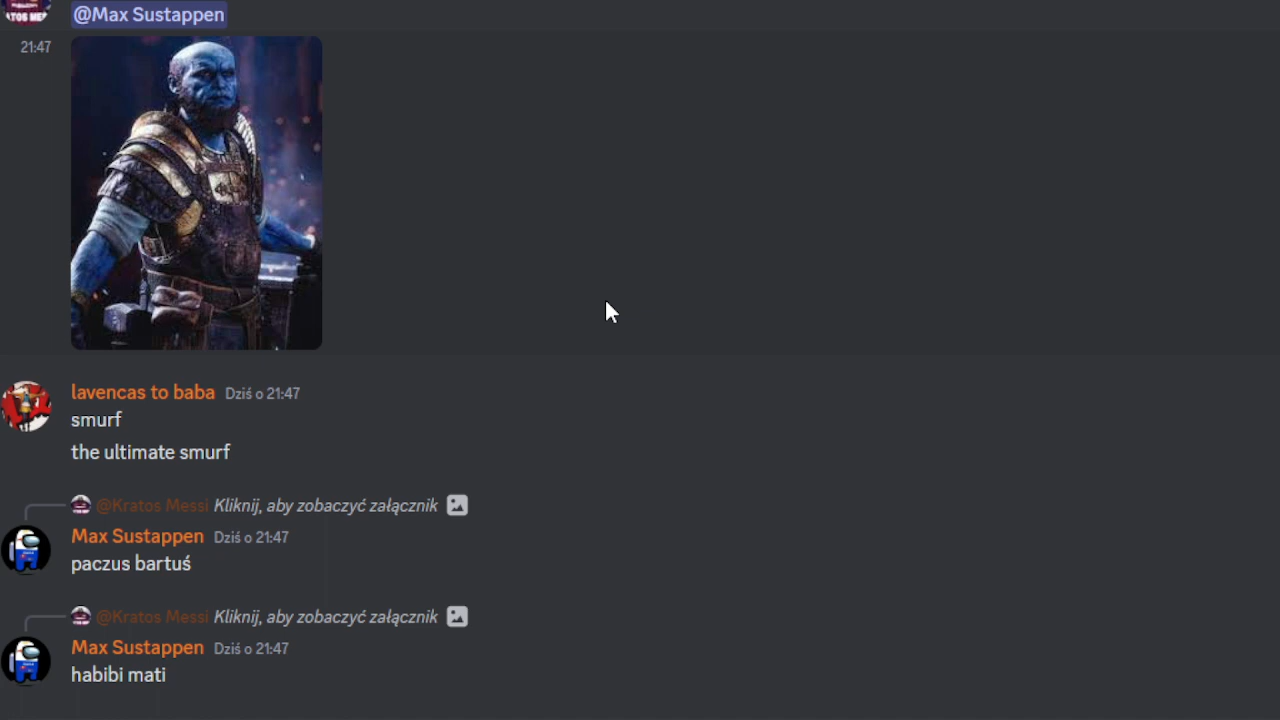 @Max Sustappen
21:47
lavencas to baba Dziś o 21:47
smurf
the ultimate smurf
@Kratos Messi Kliknij, aby zobaczyć załącznik
Max Sustappen Dziś o 21:47
paczus bartuś
@Kratos Messi Kliknij, aby zobaczyć załącznik
Max Sustappen Dziś o 21:47
habibi mati